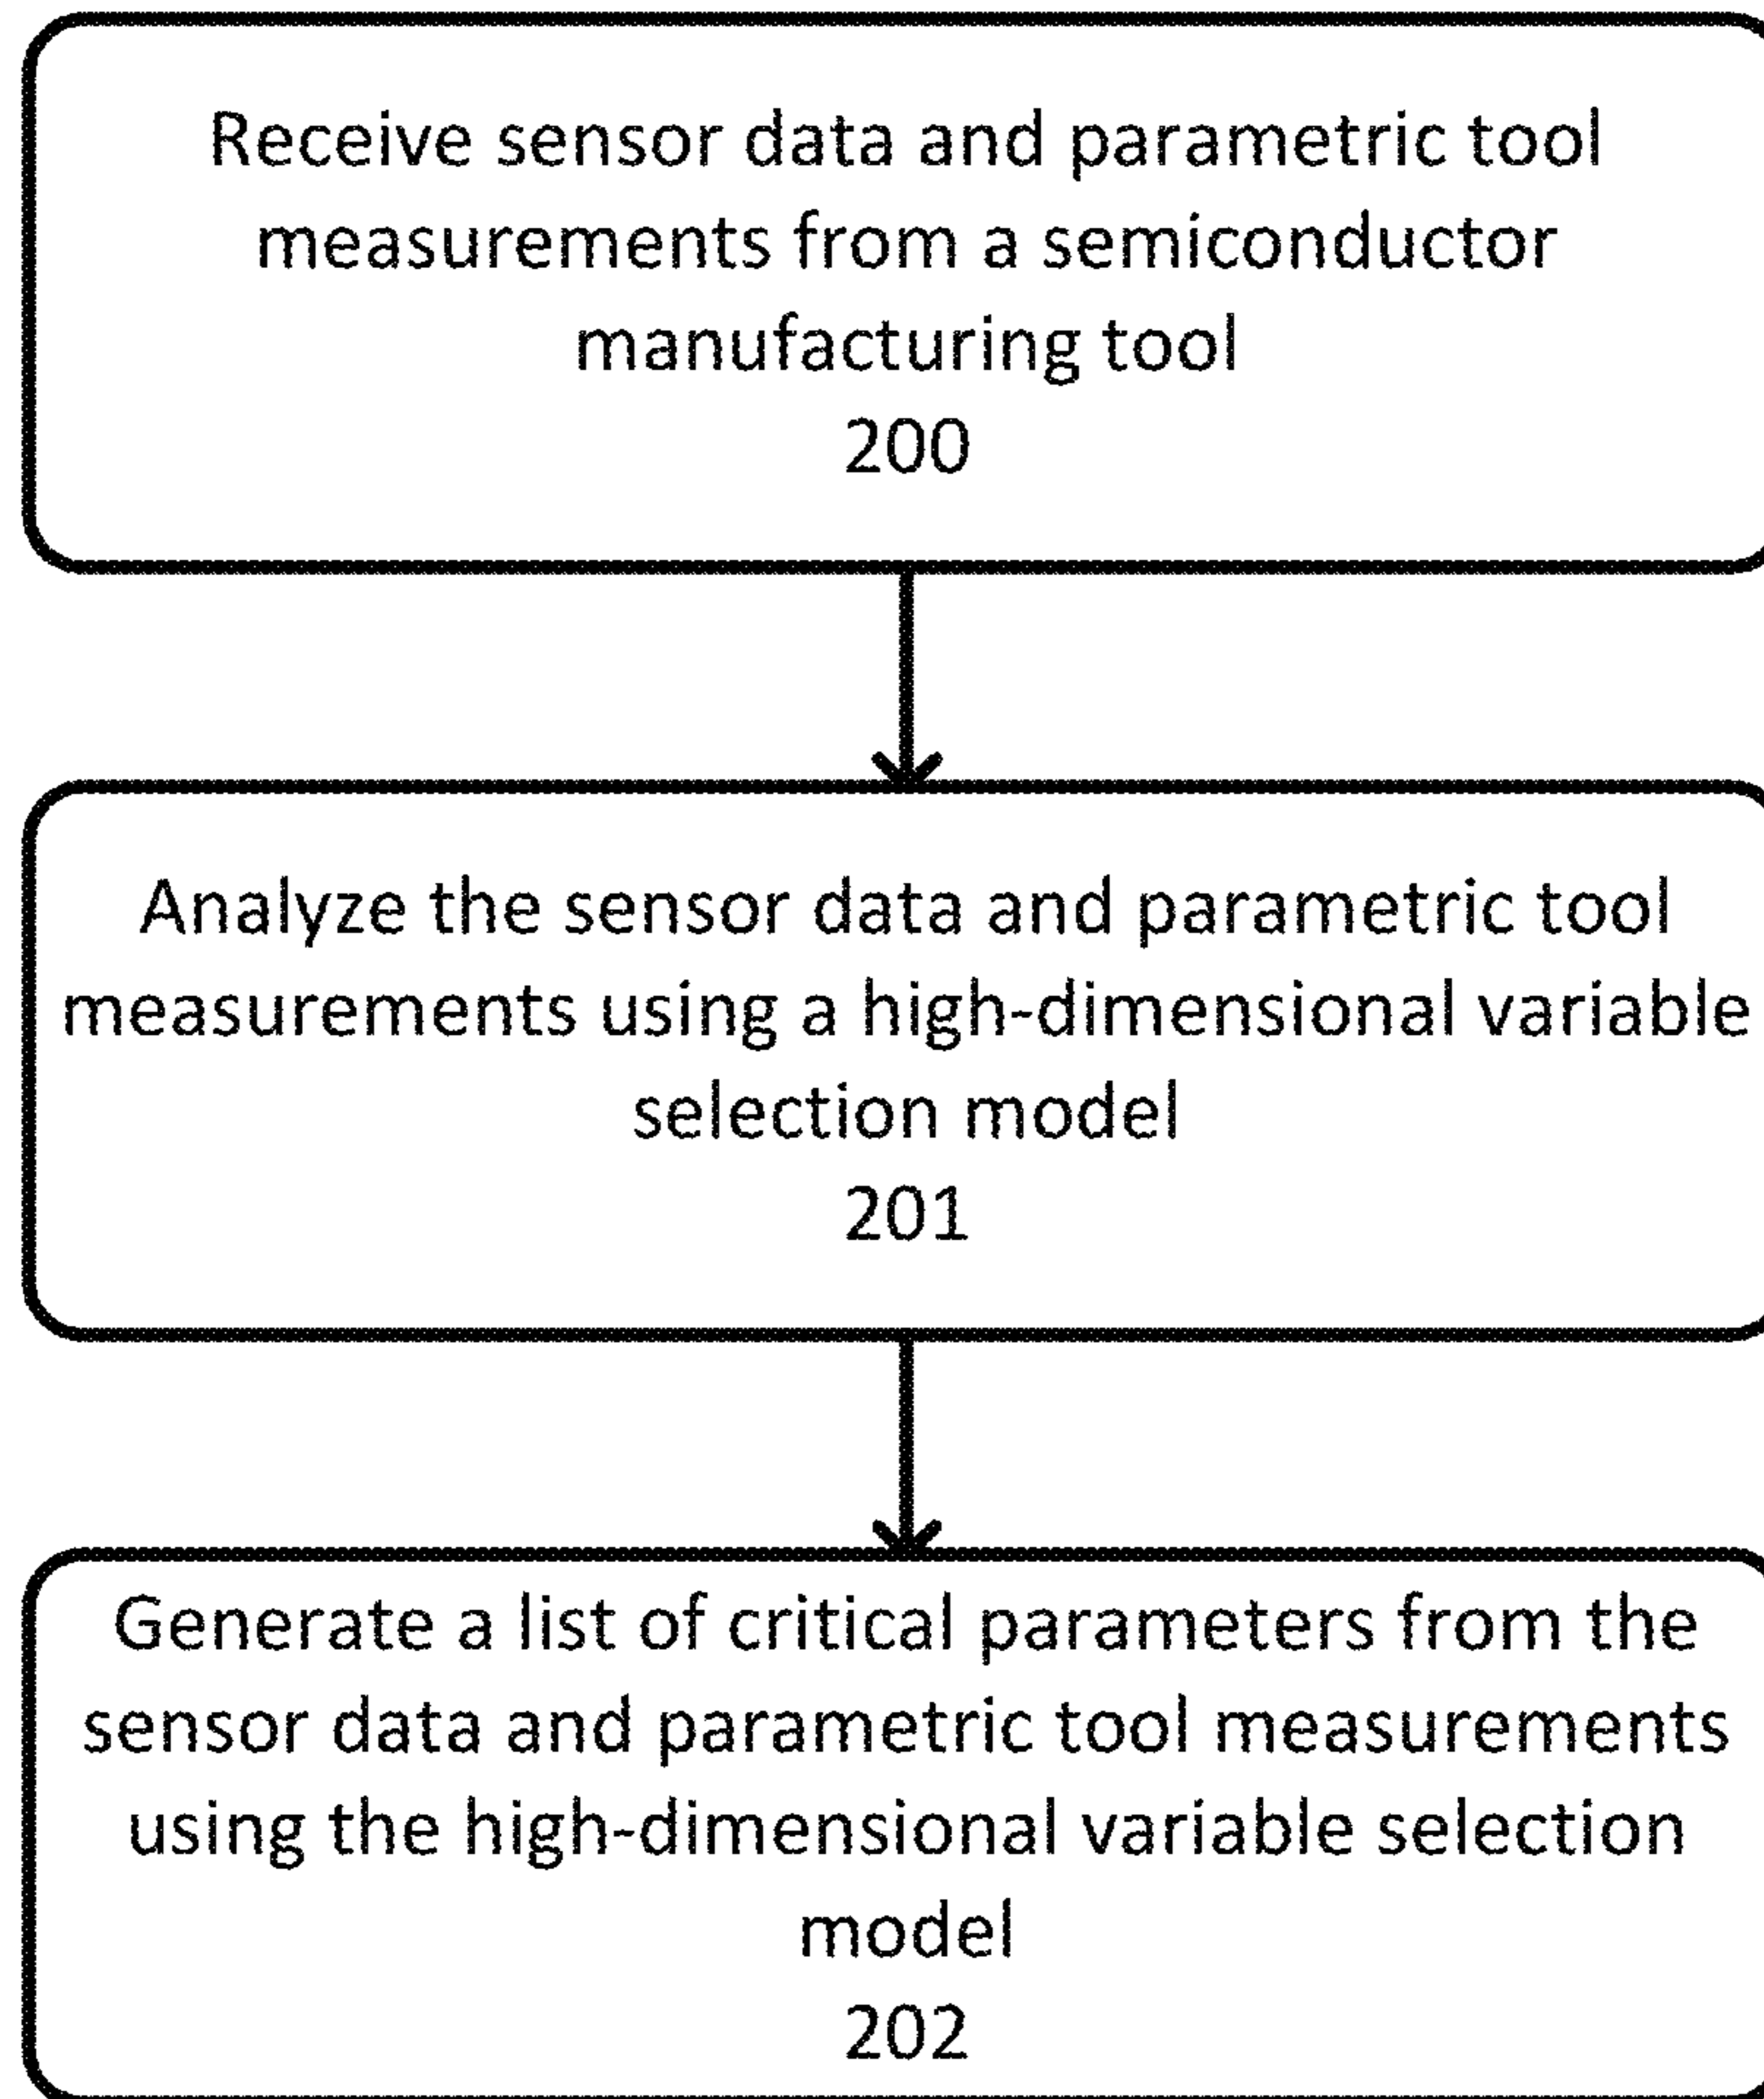 Receive sensor data and parametric tool
measurements from a semiconductor
manufacturing tool
200
Analyze the sensor data and parametric tool
measurements using a high-dimensional variable
selection model
201
Generate a list of critical parameters from the
sensor data and parametric tool measurements
using the high-dimensional variable selection
model
202